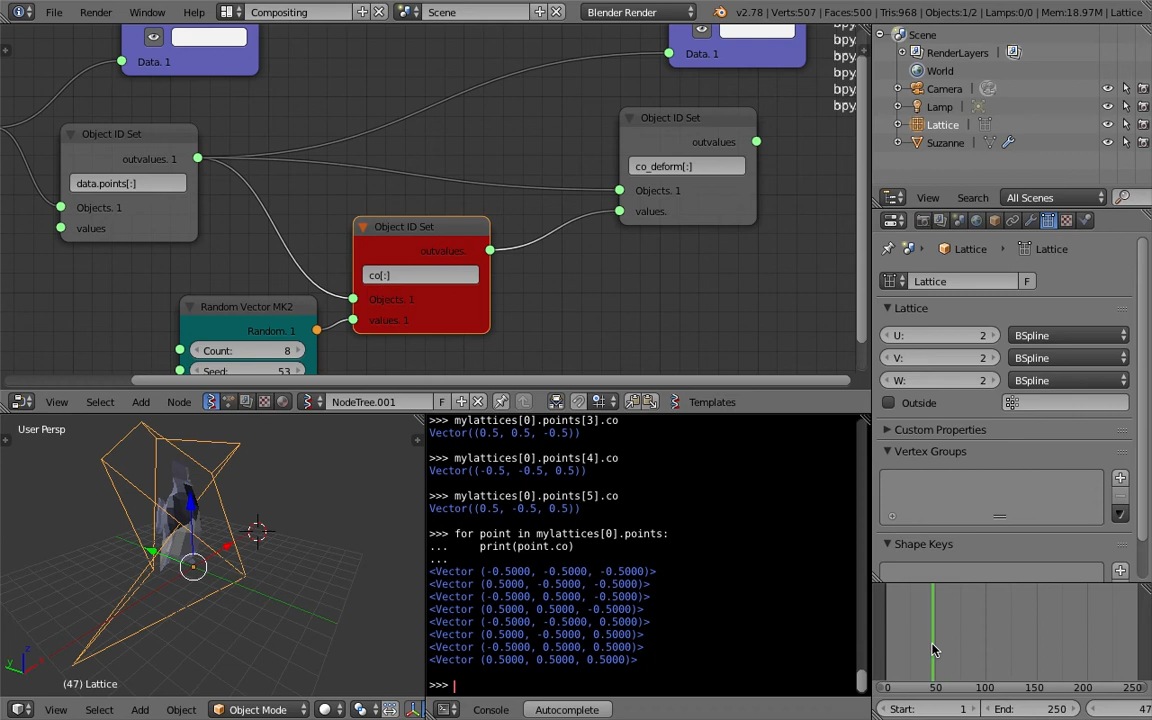 File Render Window Help Compositing Scene Blender Render v2.78 | Verts:507 | Faces:500 | Tris:968 | Objects:1/2 | Lamps:0/0 | Mem:18.97M | Lattice
Data. 1
Data. 1
bpy
bpy
bpy
bpy
bpy
Object ID Set
outvalues. 1
data.points[:]
Objects. 1
values
Object ID Set
outvalues
co_deform[:]
Objects. 1
values.
Object ID Set
outvalues.
co[:]
Objects. 1
values. 1
Random Vector MK2
Random. 1
Count: 8
Seed: 53
View Select Add Node NodeTree.001 F Templates
Scene
RenderLayers
World
Camera
Lamp
Lattice
Suzanne
View Search All Scenes
Lattice Lattice
Lattice F
Lattice
U: 2 BSpline
V: 2 BSpline
W: 2 BSpline
Outside
Custom Properties
Vertex Groups
Shape Keys
User Persp
y z x
(47) Lattice
View Select Add Object Object Mode
>>> mylattices[0].points[3].co
Vector((0.5, 0.5, -0.5))
>>> mylattices[0].points[4].co
Vector((-0.5, -0.5, 0.5))
>>> mylattices[0].points[5].co
Vector((0.5, -0.5, 0.5))
>>> for point in mylattices[0].points:
...     print(point.co)
...
<Vector (-0.5000, -0.5000, -0.5000)>
<Vector (0.5000, -0.5000, -0.5000)>
<Vector (-0.5000, 0.5000, -0.5000)>
<Vector (0.5000, 0.5000, -0.5000)>
<Vector (-0.5000, -0.5000, 0.5000)>
<Vector (0.5000, -0.5000, 0.5000)>
<Vector (-0.5000, 0.5000, 0.5000)>
<Vector (0.5000, 0.5000, 0.5000)>
>>>
View Console Autocomplete
0 50 100 150 200 250
Start: 1 End: 250 47